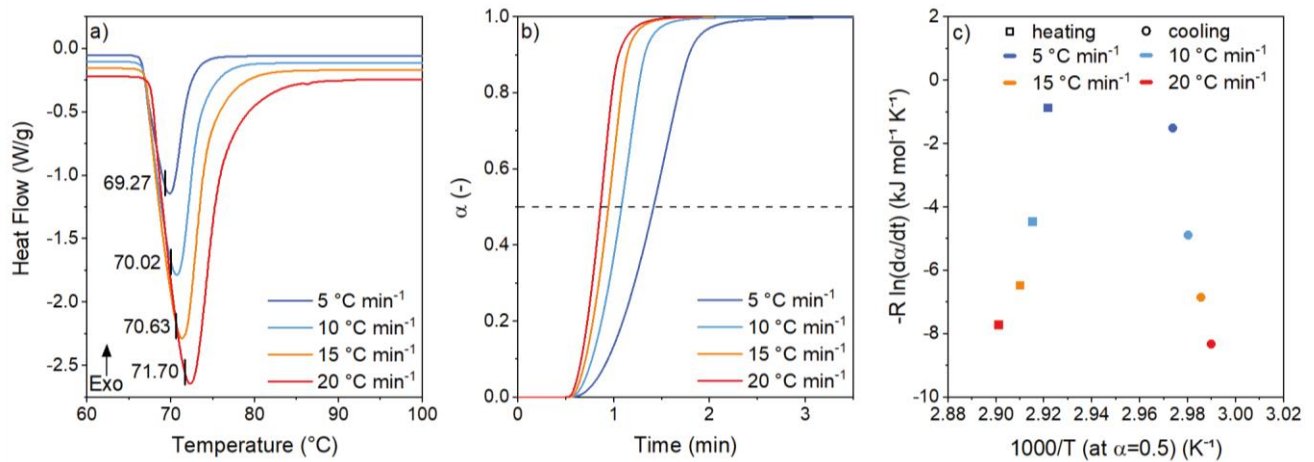 a)
0.0
-0.5
-1.0
-1.5
-2.0
-2.5
Heat Flow (W/g)
69.27
70.02
70.63
71.70
Exo
5 °C min⁻¹
10 °C min⁻¹
15 °C min⁻¹
20 °C min⁻¹
60 70 80 90 100
Temperature (°C)
b)
1.0
0.8
0.6
0.4
0.2
0.0
α (-)
5 °C min⁻¹
10 °C min⁻¹
15 °C min⁻¹
20 °C min⁻¹
0 1 2 3
Time (min)
c)
heating cooling
5 °C min⁻¹ 10 °C min⁻¹
15 °C min⁻¹ 20 °C min⁻¹
2
0
-2
-4
-6
-8
-10
-R ln(dα/dt) (kJ mol⁻¹ K⁻¹)
2.88 2.90 2.92 2.94 2.96 2.98 3.00 3.02
1000/T (at α=0.5) (K⁻¹)